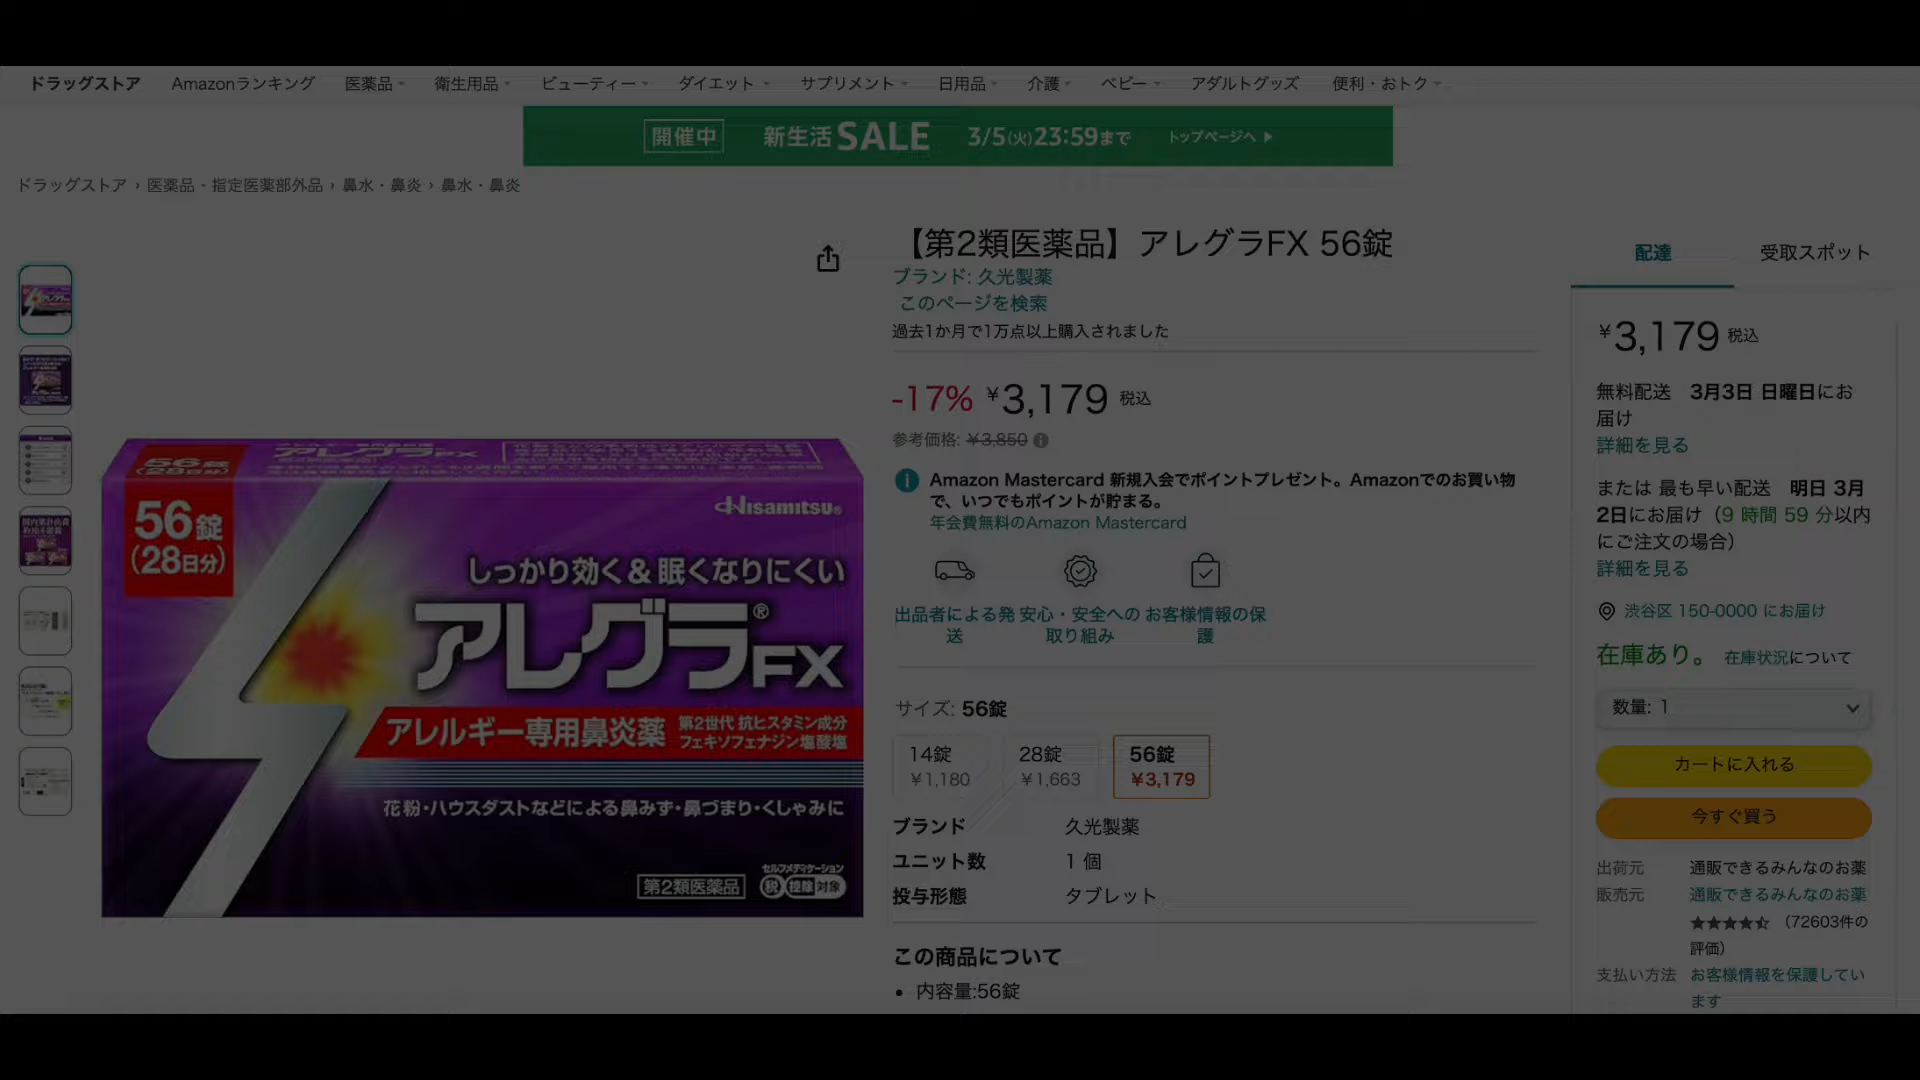 ドラッグストア Amazonランキング 医薬品 衛生用品 ビューティー ダイエット サプリメント 日用品 介護 ベビー アダルトグッズ 便利・おトク
開催中 新生活SALE 3/5(火)23:59まで トップページへ
ドラッグストア › 医薬品・指定医薬部外品 › 鼻水・鼻炎 › 鼻水・鼻炎
【第2類医薬品】アレグラFX 56錠
ブランド: 久光製薬
このページを検索
過去1か月で1万点以上購入されました
-17% ¥3,179 税込
参考価格: ¥3,850
Amazon Mastercard 新規入会でポイントプレゼント。Amazonでのお買い物
で、いつでもポイントが貯まる。
年会費無料のAmazon Mastercard
出品者による発送
安心・安全への取り組み
お客様情報の保護
サイズ: 56錠
14錠 28錠 56錠
¥1,180 ¥1,663 ¥3,179
ブランド 久光製薬
ユニット数 1 個
投与形態 タブレット
この商品について
• 内容量:56錠
アレグラFX
56錠
(28日分)
Hisamitsu®
しっかり効く&眠くなりにくい
アレグラFX®
アレルギー専用鼻炎薬 第2世代 抗ヒスタミン成分
フェキソフェナジン塩酸塩
花粉・ハウスダストなどによる鼻みず・鼻づまり・くしゃみに
第2類医薬品
セルフメディケーション
税 控除 対象
配達 受取スポット
¥3,179 税込
無料配送 3月3日 日曜日にお
届け
詳細を見る
または 最も早い配送 明日 3月
2日にお届け（9 時間 59 分以内
にご注文の場合）
詳細を見る
渋谷区 150-0000 にお届け
在庫あり。 在庫状況について
数量: 1
カートに入れる
今すぐ買う
出荷元 通販できるみんなのお薬
販売元 通販できるみんなのお薬
（72603件の
評価）
支払い方法 お客様情報を保護してい
ます